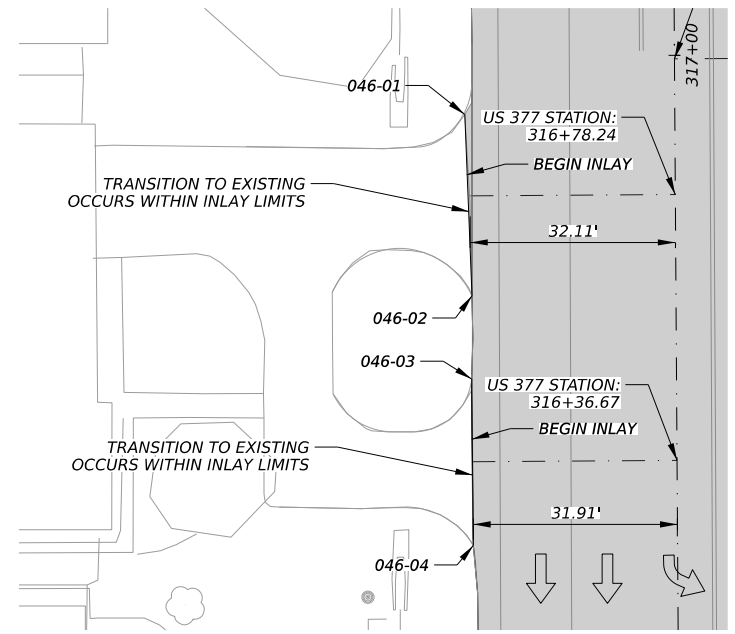 317+00
046-01
US 377 STATION:
316+78.24
BEGIN INLAY
TRANSITION TO EXISTING
OCCURS WITHIN INLAY LIMITS
32.11'
046-02
046-03
US 377 STATION:
316+36.67
BEGIN INLAY
TRANSITION TO EXISTING
OCCURS WITHIN INLAY LIMITS
31.91'
046-04